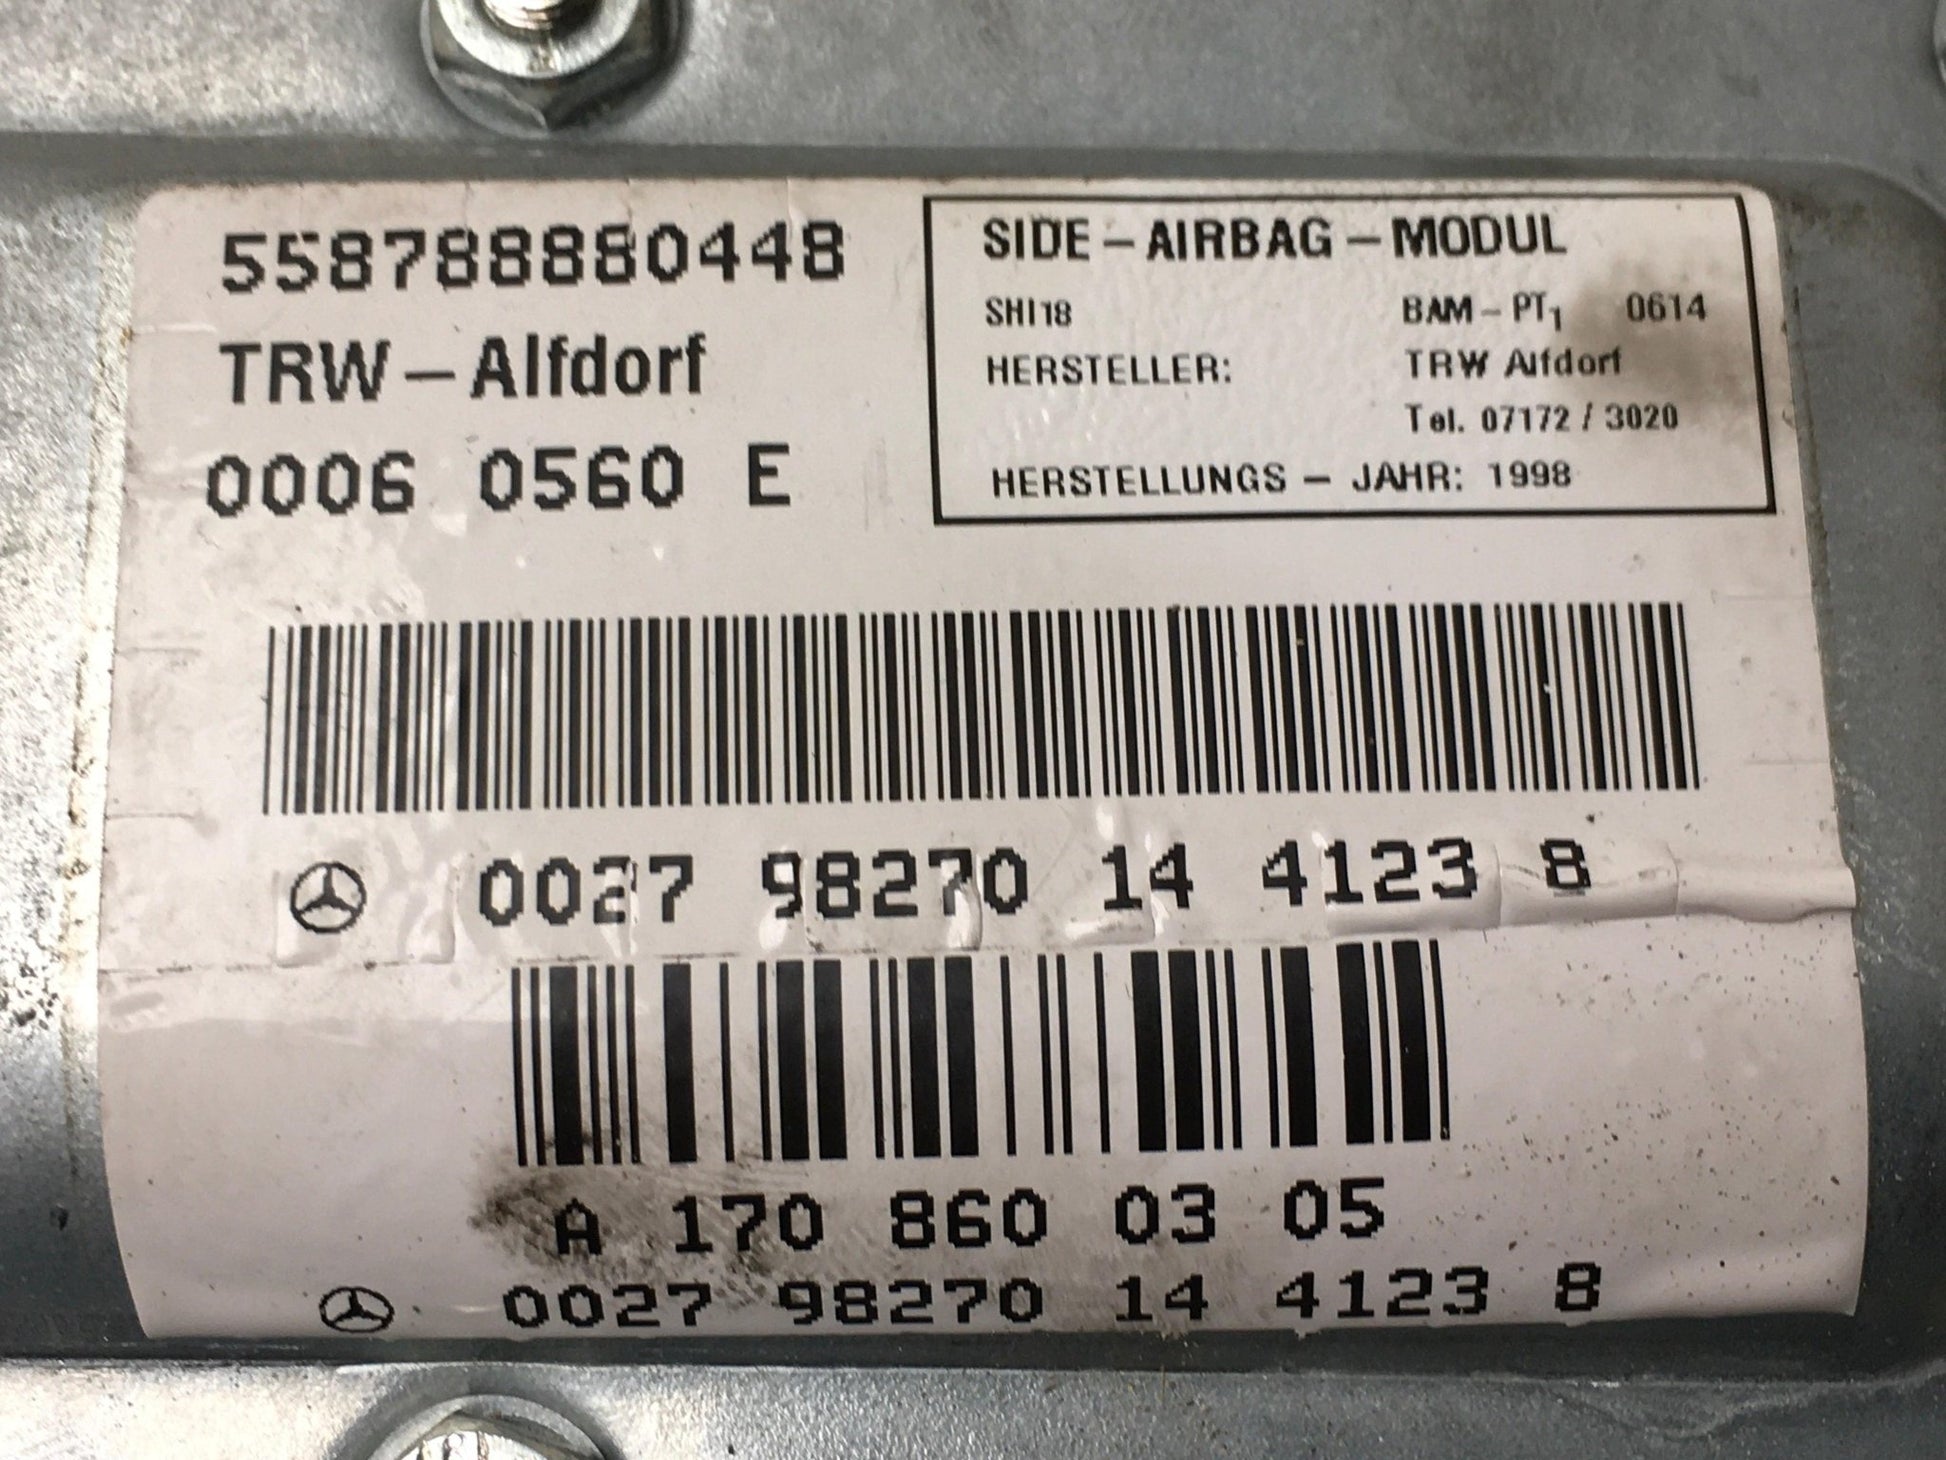 558788880448
TRW - Alfdorf
0006 0560 E
SIDE - AIRBAG - MODUL
SHI18 BAM - PT1 0614
HERSTELLER: TRW Alfdorf
Tel. 07172 / 3020
HERSTELLUNGS - JAHR: 1998
0027 98270 14 4123 8
A 170 860 03 05
0027 98270 14 4123 8